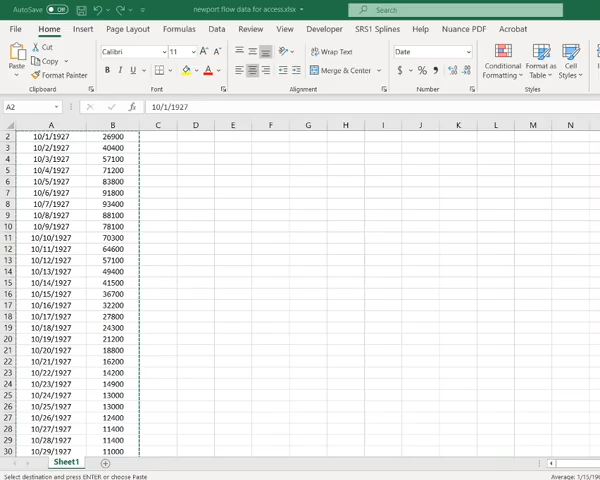 AutoSave Off newport flow data for access.xlsx Search
File Home Insert Page Layout Formulas Data Review View Developer SRS1 Splines Help Nuance PDF Acrobat
Cut Calibri 11 A A Wrap Text Date Conditional Format as Cell
Paste Copy B I U A Merge & Center $ % Formatting Table Styles
Format Painter
Clipboard Font Alignment Number Styles
A2 fx 10/1/1927
A B C D E F G H I J K L M N
2 10/1/1927 26900
3 10/2/1927 40400
4 10/3/1927 57100
5 10/4/1927 71200
6 10/5/1927 83800
7 10/6/1927 91800
8 10/7/1927 93400
9 10/8/1927 88100
10 10/9/1927 78100
11 10/10/1927 70300
12 10/11/1927 64600
13 10/12/1927 57100
14 10/13/1927 49400
15 10/14/1927 41500
16 10/15/1927 36700
17 10/16/1927 32200
18 10/17/1927 27800
19 10/18/1927 24300
20 10/19/1927 21200
21 10/20/1927 18800
22 10/21/1927 16200
23 10/22/1927 14200
24 10/23/1927 14900
25 10/24/1927 13000
26 10/25/1927 13000
27 10/26/1927 12400
28 10/27/1927 11400
29 10/28/1927 11400
30 10/29/1927 11000
Sheet1
Select destination and press ENTER or choose Paste Average: 1/15/19